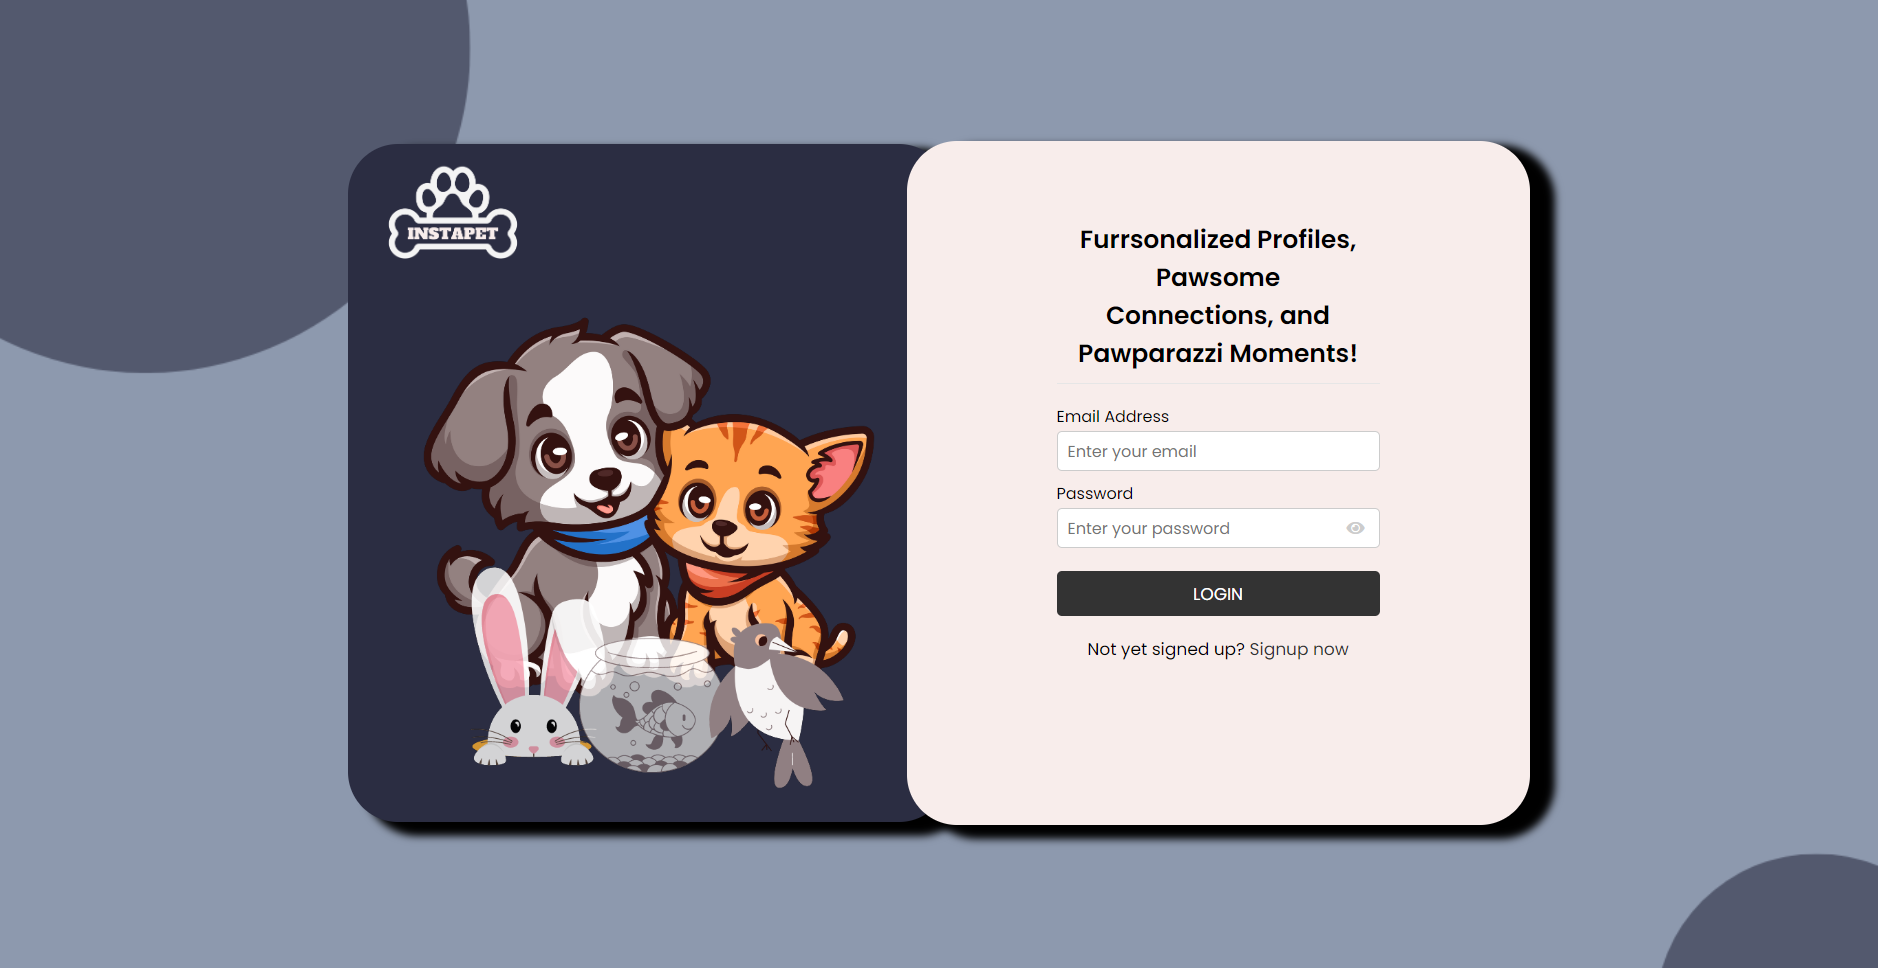 INSTAPET
Furrsonalized Profiles,
Pawsome
Connections, and
Pawparazzi Moments!
Email Address
Enter your email
Password
Enter your password
LOGIN
Not yet signed up? Signup now